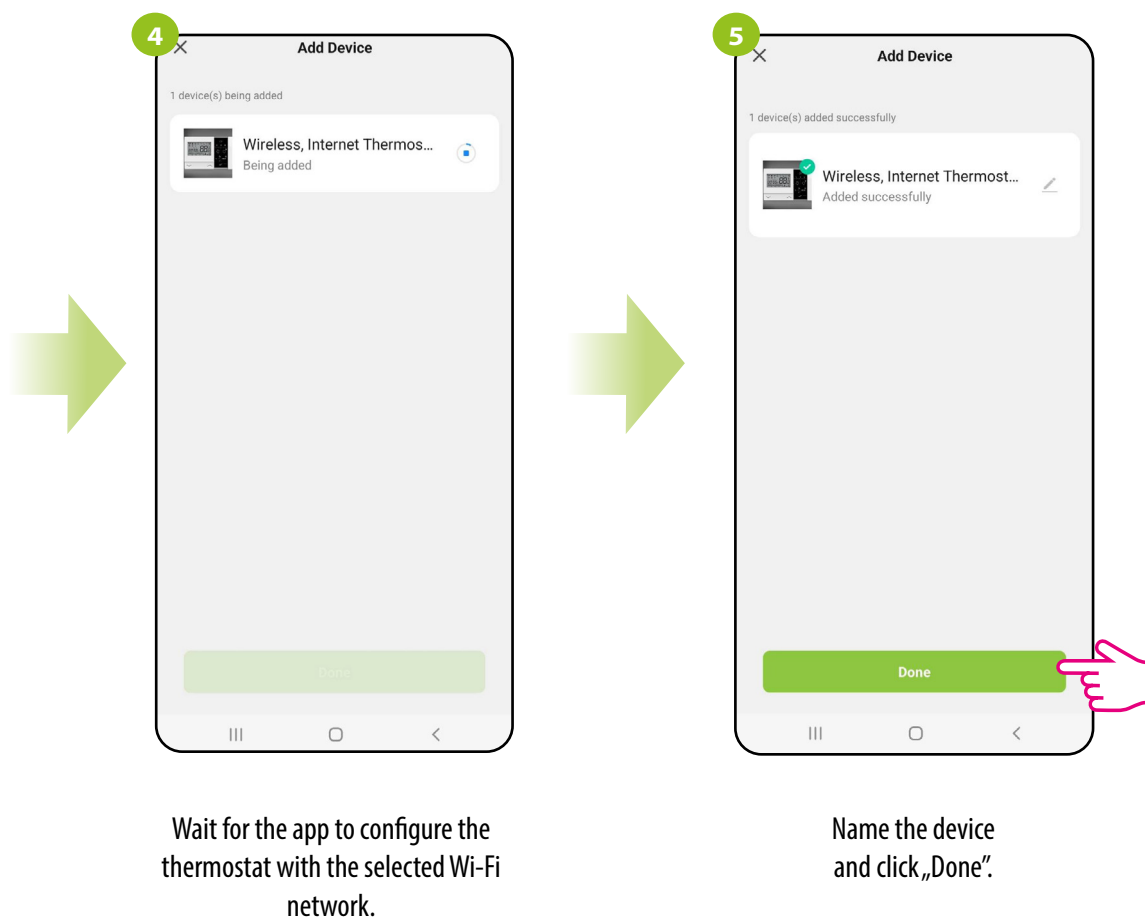 4
Add Device
1 device(s) being added
Wireless, Internet Thermos...
Being added
Done
Wait for the app to configure the
thermostat with the selected Wi-Fi
network.
5
Add Device
1 device(s) added successfully
Wireless, Internet Thermost...
Added successfully
Done
Name the device
and click „Done”.